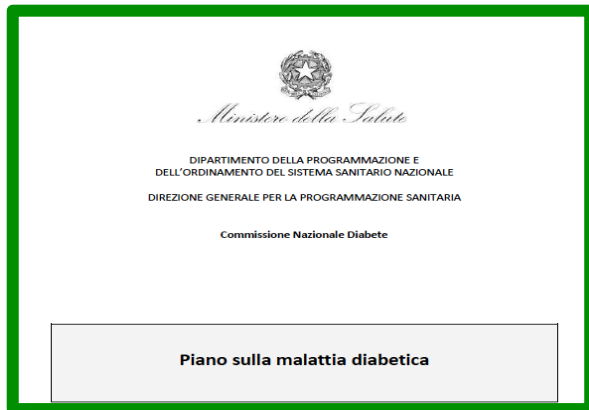 Ministero della Salute
DIPARTIMENTO DELLA PROGRAMMAZIONE E
DELL'ORDINAMENTO DEL SISTEMA SANITARIO NAZIONALE
DIREZIONE GENERALE PER LA PROGRAMMAZIONE SANITARIA
Commissione Nazionale Diabete
Piano sulla malattia diabetica